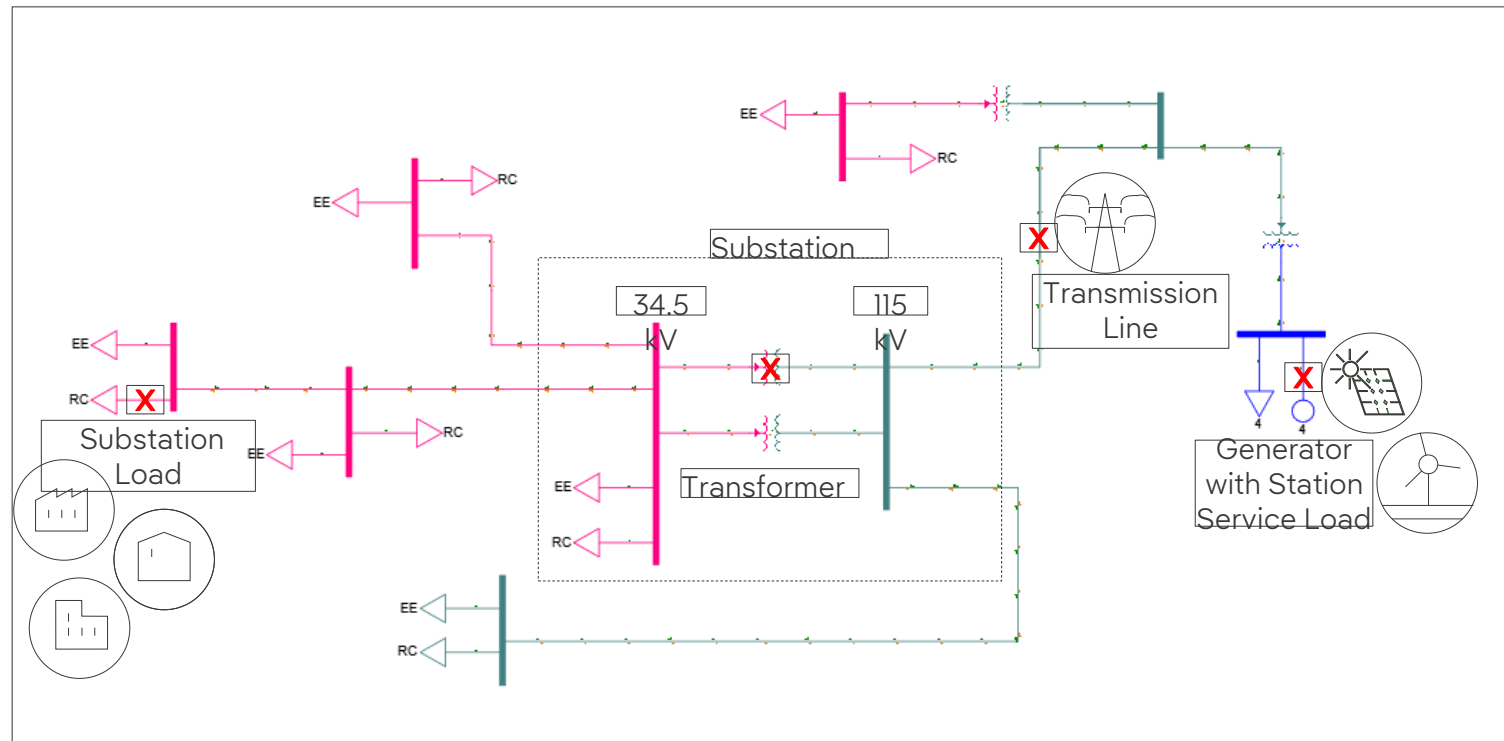 EE
RC
RC
EE
Substation
34.5
kV
115
kV
X
Transmission
Line
EE
X
RC
X
X
Substation
Load
EE
RC
4
4
Generator
with Station
Service Load
Transformer
EE
RC
EE
RC